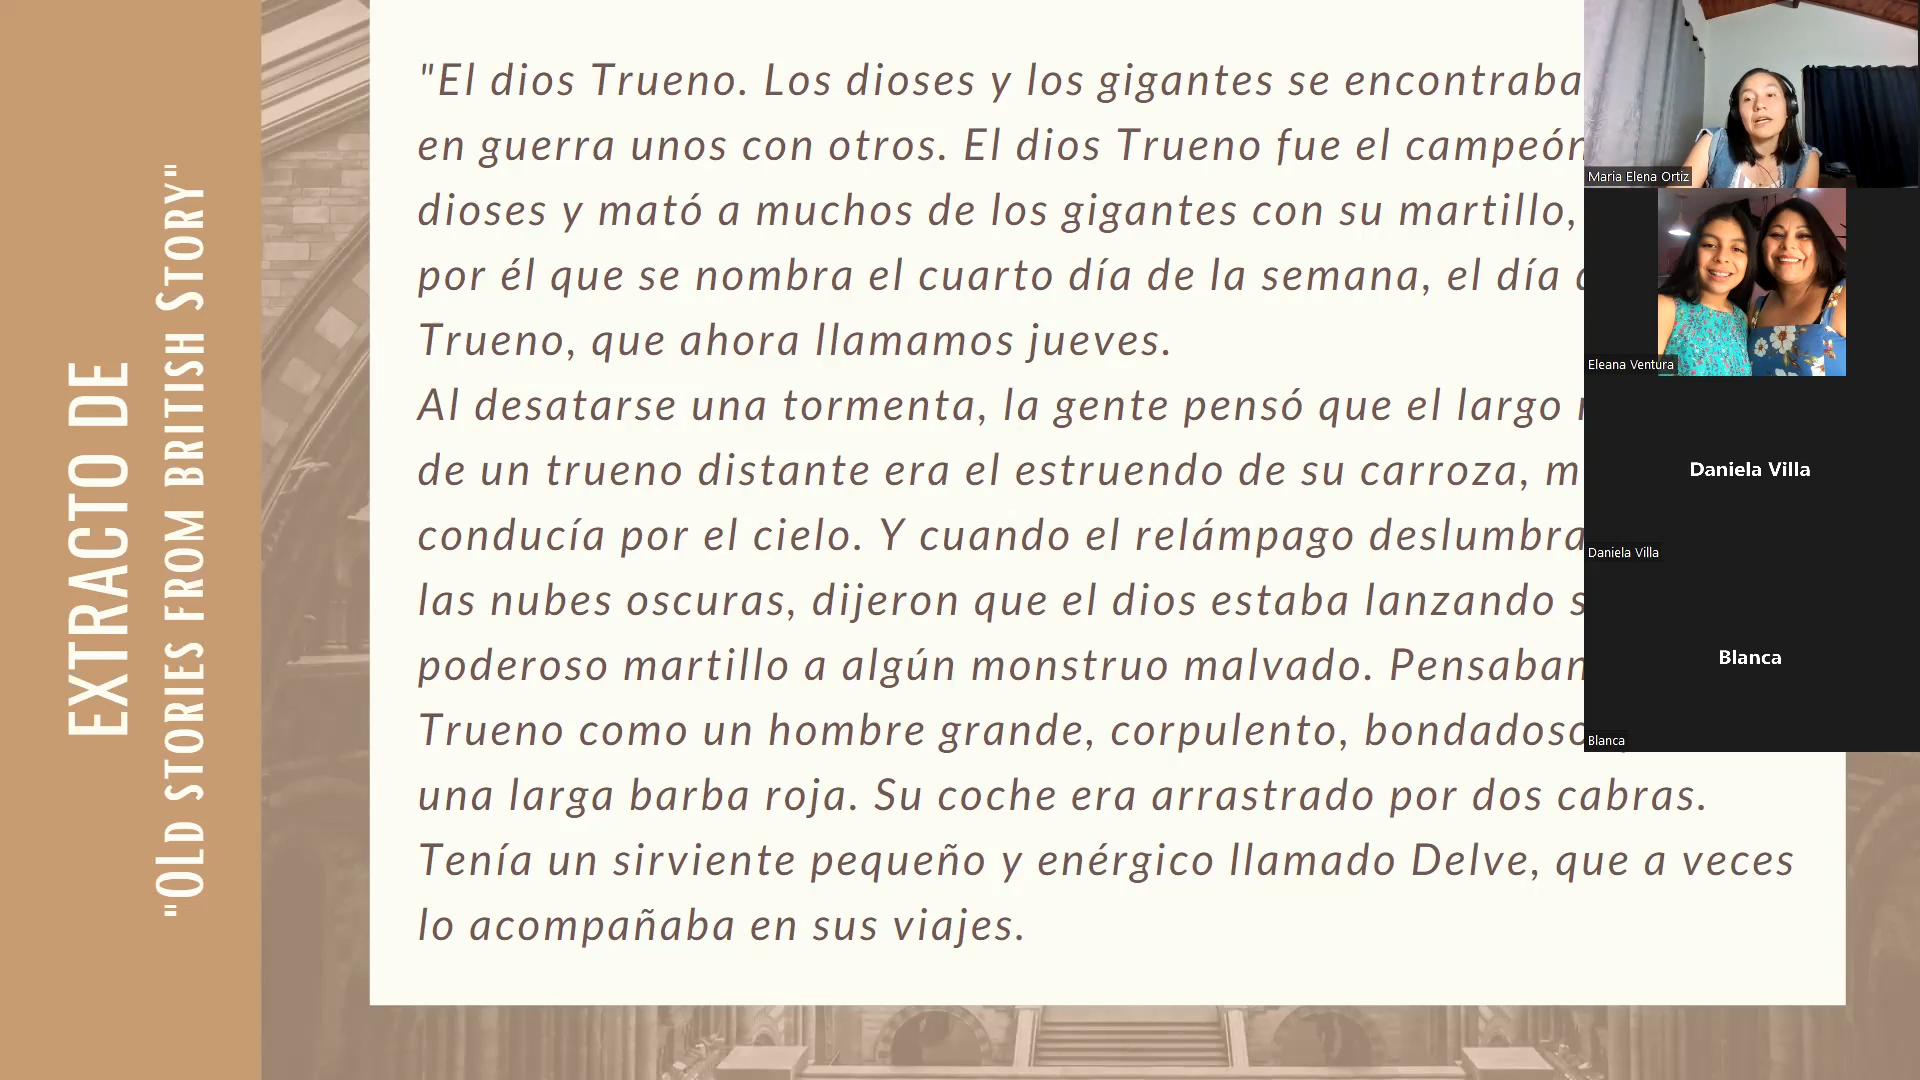 EXTRACTO DE
"OLD STORIES FROM BRITISH STORY"
"El dios Trueno. Los dioses y los gigantes se encontraba
en guerra unos con otros. El dios Trueno fue el campeón
dioses y mató a muchos de los gigantes con su martillo,
por él que se nombra el cuarto día de la semana, el día
Trueno, que ahora llamamos jueves.
Al desatarse una tormenta, la gente pensó que el largo
de un trueno distante era el estruendo de su carroza,
conducía por el cielo. Y cuando el relámpago deslumbra
las nubes oscuras, dijeron que el dios estaba lanzando
poderoso martillo a algún monstruo malvado. Pensaban
Trueno como un hombre grande, corpulento, bondadoso
una larga barba roja. Su coche era arrastrado por dos cabras.
Tenía un sirviente pequeño y enérgico llamado Delve, que a veces
lo acompañaba en sus viajes.
Maria Elena Ortiz
Eleana Ventura
Daniela Villa
Daniela Villa
Blanca
Blanca